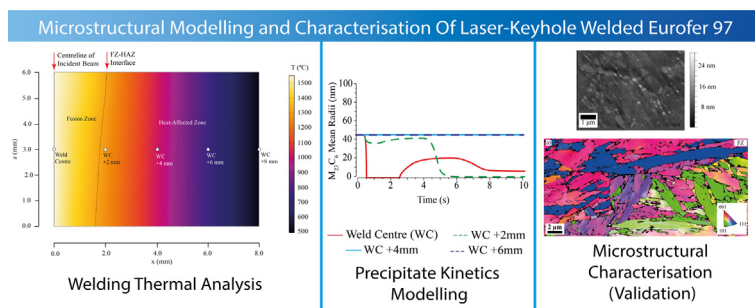 Microstructural Modelling and Characterisation Of Laser-Keyhole Welded Eurofer 97
Centreline of
Incident Beam
FZ-HAZ
Interface
T (ºC)
6.0
5.0
4.0
3.0
2.0
1.0
0.0
z (mm)
Fusion Zone
Heat-Affected Zone
Weld
Centre
WC
+2mm
WC
+4 mm
WC
+6 mm
WC
+8 mm
0.0
2.0
4.0
6.0
8.0
x (mm)
1500
1400
1300
1200
1100
1000
900
800
700
600
500
Welding Thermal Analysis
M23C6 Mean Radii (nm)
100
80
60
40
20
0
0 2 4 6 8 10
Time (s)
Weld Centre (WC)
WC +2mm
WC +4mm
WC +6mm
Precipitate Kinetics
Modelling
24 nm
16 nm
8 nm
1 µm
FZ
2 µm
001
101
111
Microstructural
Characterisation
(Validation)